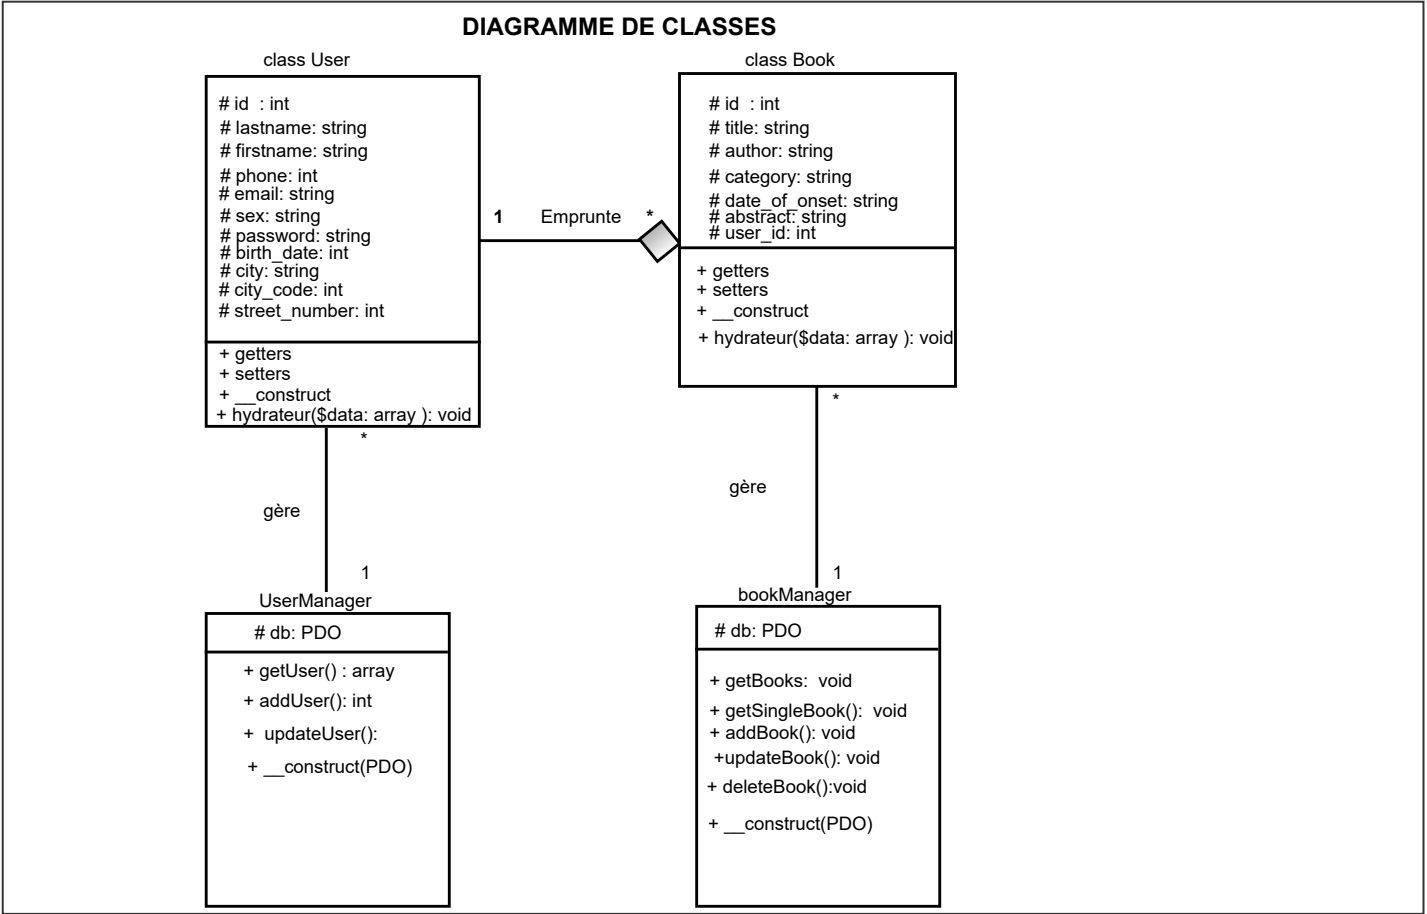 DIAGRAMME DE CLASSES
class User
# id  : int
# lastname: string
# firstname: string
# phone: int
# email: string
# sex: string
# password: string
# birth_date: int
# city: string
# city_code: int
# street_number: int
+ getters
+ setters
+ __construct
+ hydrateur($data: array ): void
1
Emprunte
*
class Book
# id  : int
# title: string
# author: string
# category: string
# date_of_onset: string
# abstract: string
# user_id: int
+ getters
+ setters
+ __construct
+ hydrateur($data: array ): void
*
gère
1
UserManager
# db: PDO
+ getUser() : array
+ addUser(): int
+  updateUser():
+ __construct(PDO)
*
gère
1
bookManager
# db: PDO
+ getBooks:  void
+ getSingleBook():  void
+ addBook(): void
+updateBook(): void
+ deleteBook():void
+ __construct(PDO)